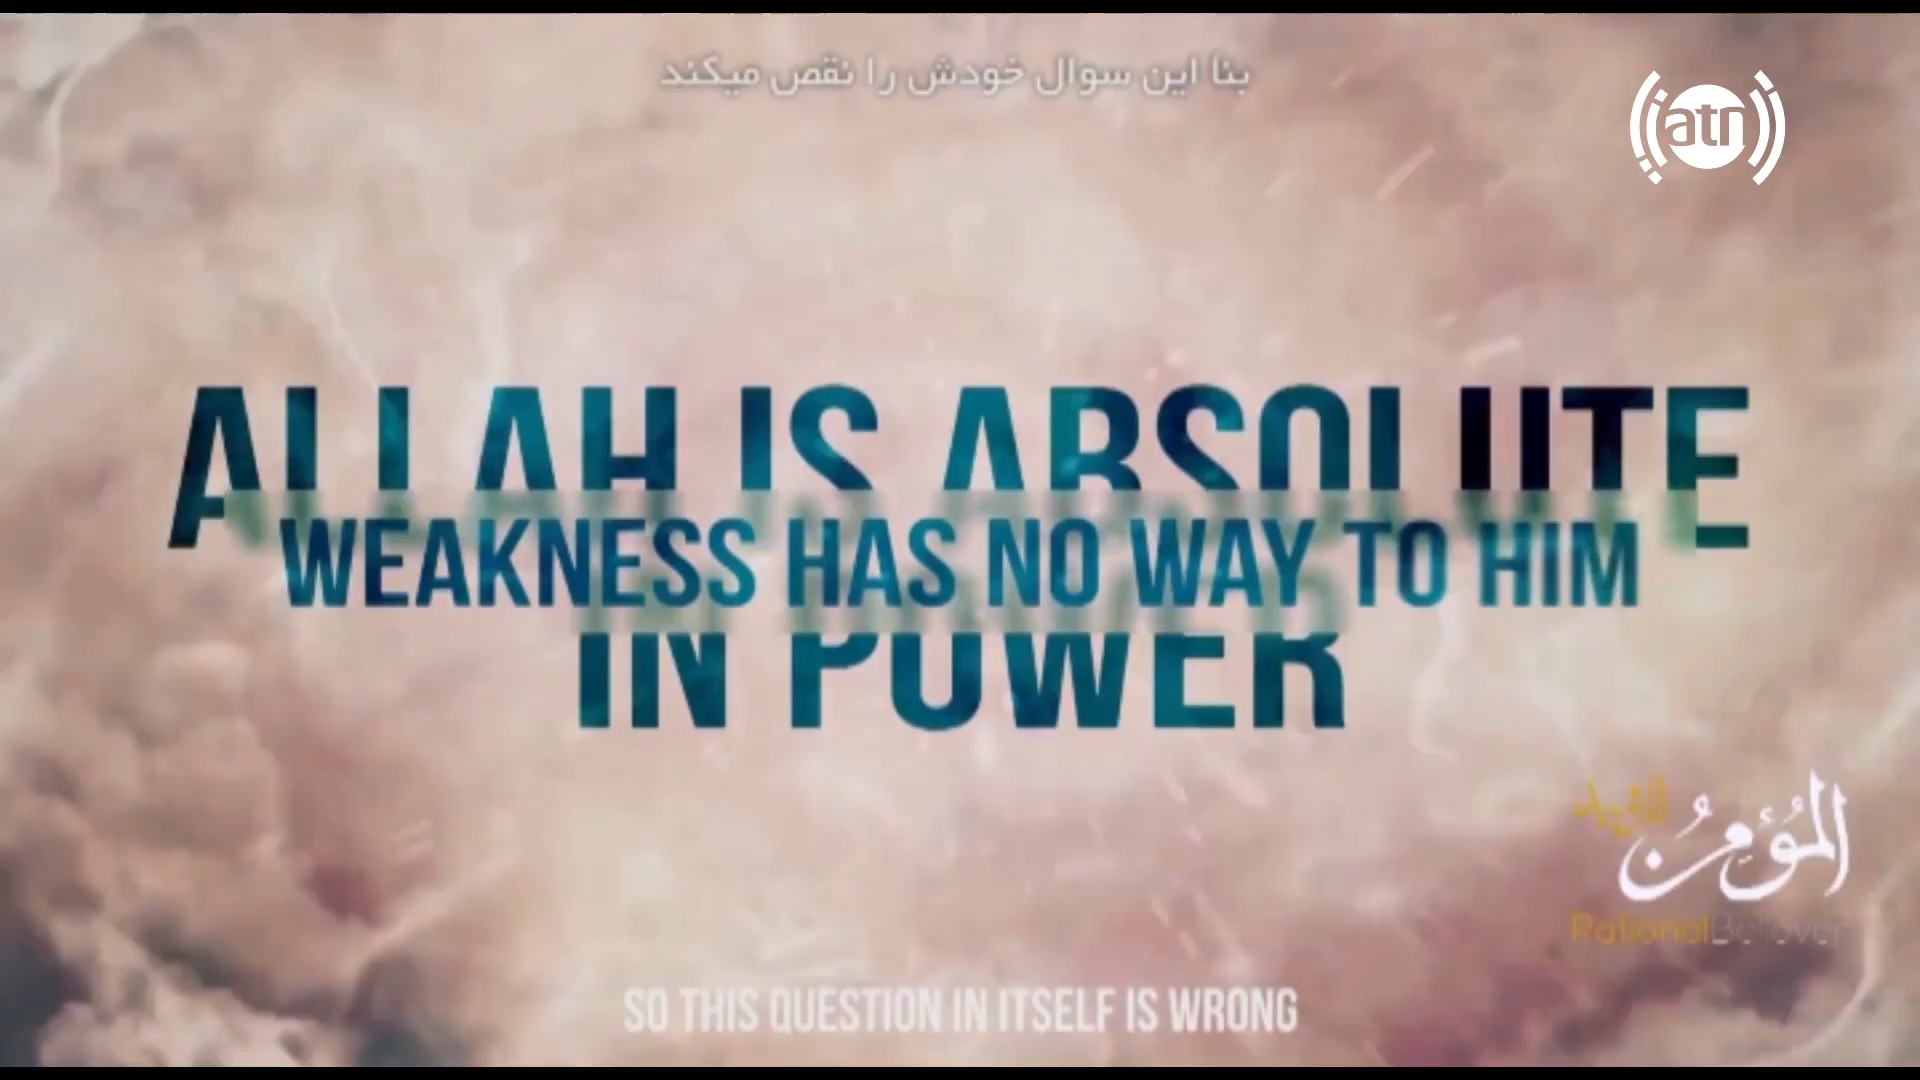 بنا این سوال خودش را نقص میکند
atn
ALLAH IS ABSOLUTE
WEAKNESS HAS NO WAY TO HIM
IN POWER
المؤمن
RationalBeliever
SO THIS QUESTION IN ITSELF IS WRONG